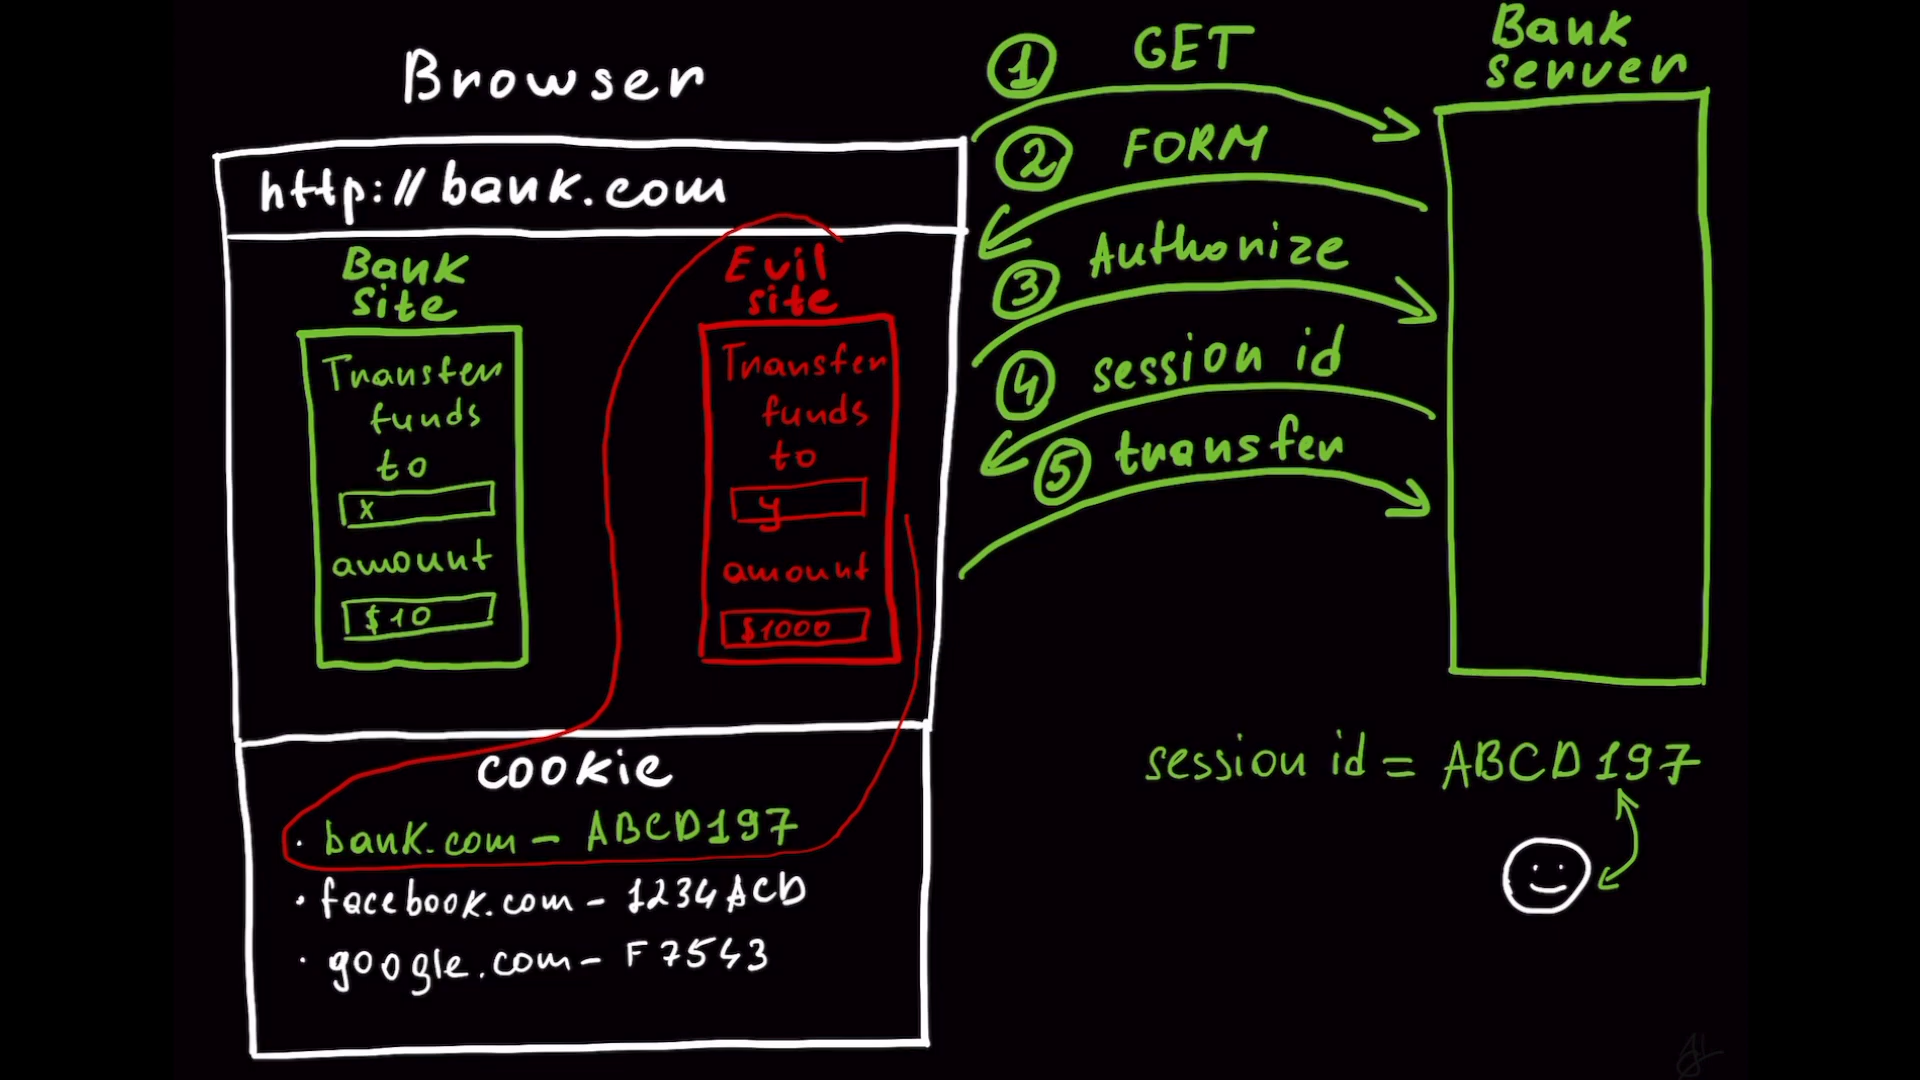 Browser
http://bank.com
Bank
site
Transfer
funds
to
x
amount
$10
Evil
site
Transfer
funds
to
y
amount
$1000
cookie
· bank.com - ABCD197
· facebook.com - 1234ACD
· google.com - F7543
1 GET
2 FORM
3 Authorize
4 session id
5 transfer
Bank
server
session id = ABCD197